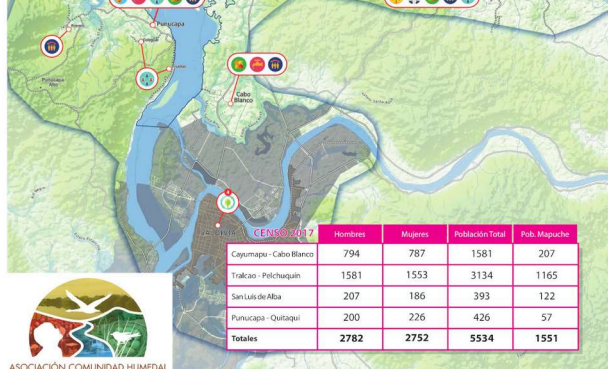 Punucapa
Punucapa
Alto
Cabo
Blanco
VALDIVIA
CENSO 2017 Hombres Mujeres Población Total Pob. Mapuche
Cayumapu - Cabo Blanco 794 787 1581 207
Tralcao - Pelchuquín 1581 1553 3134 1165
San Luis de Alba 207 186 393 122
Punucapa - Quitaqui 200 226 426 57
Totales 2782 2752 5534 1551
ASOCIACIÓN COMUNIDAD HUMEDAL